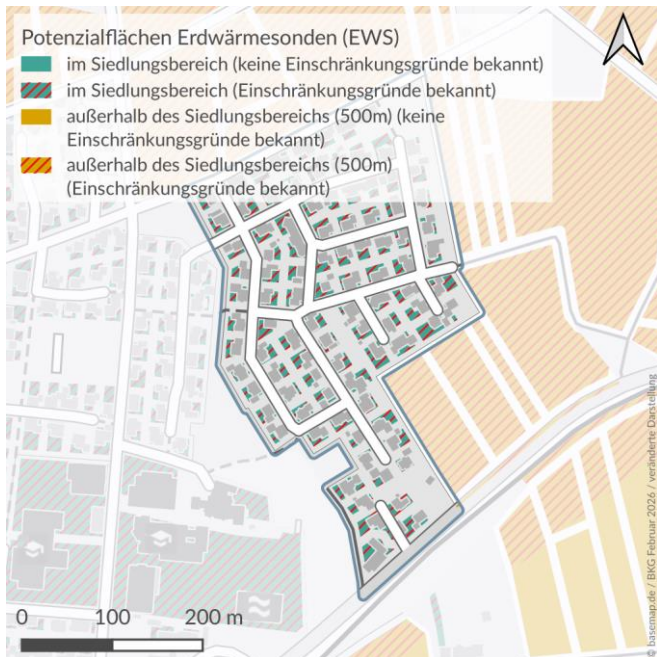 Potenzialflächen Erdwärmesonden (EWS)
im Siedlungsbereich (keine Einschränkungsgründe bekannt)
im Siedlungsbereich (Einschränkungsgründe bekannt)
außerhalb des Siedlungsbereichs (500m) (keine
Einschränkungsgründe bekannt)
außerhalb des Siedlungsbereichs (500m)
(Einschränkungsgründe bekannt)
© basemap.de / BKG Februar 2026 / veränderte Darstellung
0 100 200 m